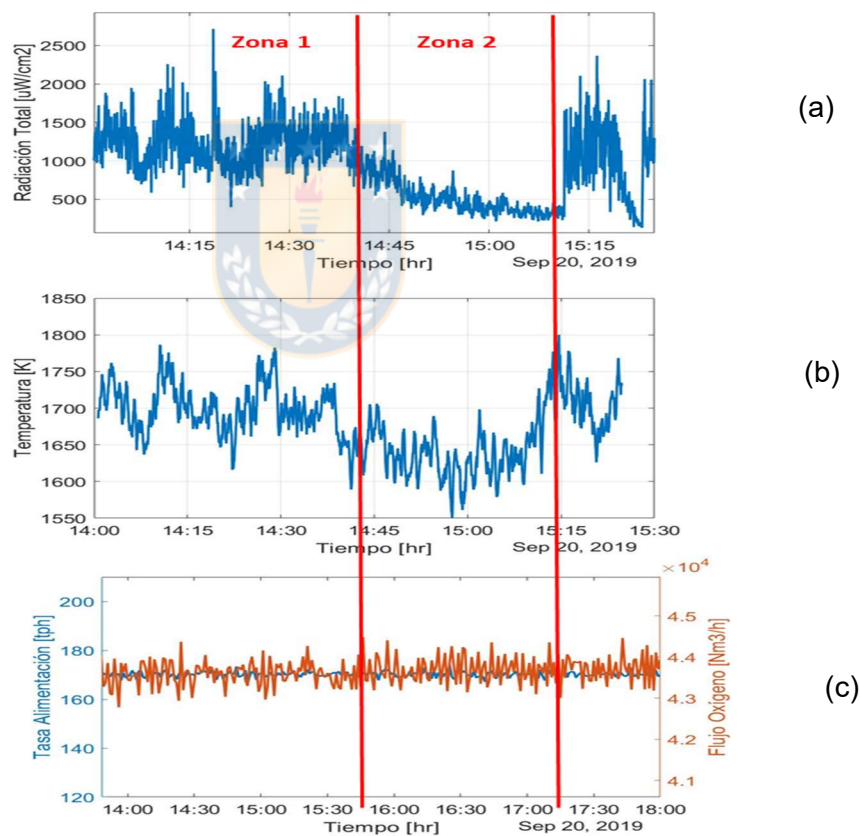 Zona 1
Zona 2
Radiación Total [uW/cm2]
2500
2000
1500
1000
500
14:15
14:30
14:45
15:00
15:15
Tiempo [hr]
Sep 20, 2019
(a)
Temperatura [K]
1850
1800
1750
1700
1650
1600
1550
14:00
14:15
14:30
14:45
15:00
15:15
15:30
Tiempo [hr]
Sep 20, 2019
(b)
×10⁴
Tasa Alimentación [tph]
200
180
160
140
120
Flujo Oxígeno [Nm3/h]
4.5
4.4
4.3
4.2
4.1
14:00
14:30
15:00
15:30
16:00
16:30
17:00
17:30
18:00
Tiempo [hr]
Sep 20, 2019
(c)